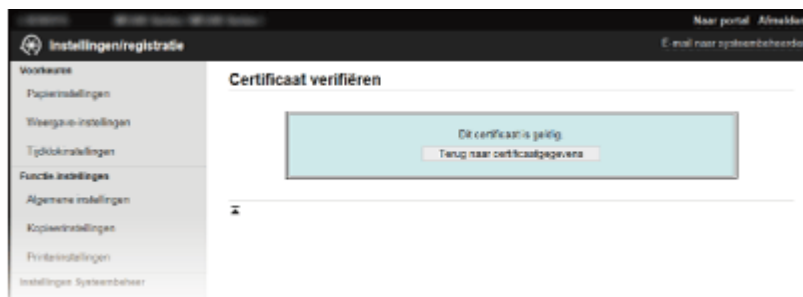 Naar portal Afmelden
Instellingen/registratie
E-mail naar systeembeheerder
Voorkeuren
Papierinstellingen
Weergave-instellingen
Tijdklokinstellingen
Functie instellingen
Algemene instellingen
Kopieerinstellingen
Printerinstellingen
Instellingen Systeembeheer
Certificaat verifiëren
Dit certificaat is geldig.
Terug naar certificaatgegevens